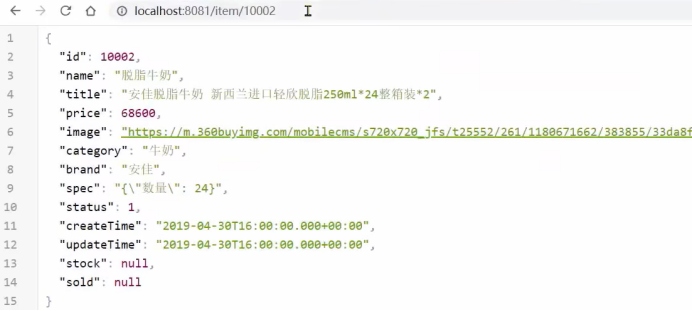 localhost:8081/item/10002
1 {
2 "id": 10002,
3 "name": "脱脂牛奶",
4 "title": "安佳脱脂牛奶 新西兰进口轻欣脱脂250ml*24整箱装*2",
5 "price": 68600,
6 "image": "https://m.360buyimg.com/mobilecms/s720x720_jfs/t25552/261/1180671662/383855/33da8f
7 "category": "牛奶",
8 "brand": "安佳",
9 "spec": "{\"数量\": 24}",
10 "status": 1,
11 "createTime": "2019-04-30T16:00:00.000+00:00",
12 "updateTime": "2019-04-30T16:00:00.000+00:00",
13 "stock": null,
14 "sold": null
15 }